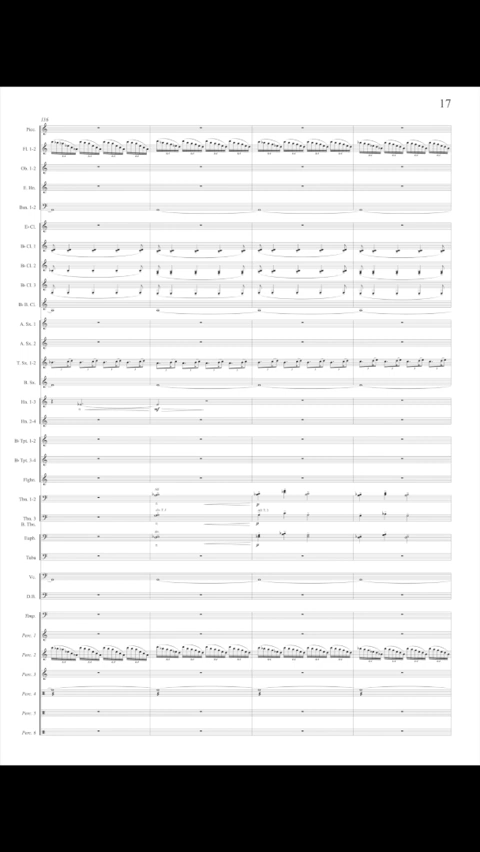 17
Picc.
Fl. 1-2
Ob. 1-2
E. Hn.
Bsn. 1-2
E♭ Cl.
B♭ Cl. 1
B♭ Cl. 2
B♭ Cl. 3
B♭ B. Cl.
A. Sx. 1
A. Sx. 2
T. Sx. 1-2
B. Sx.
Hn. 1-3
mf
Hn. 2-4
B♭ Tpt. 1-2
B♭ Tpt. 3-4
Flghn.
Tbn. 1-2
p
Tbn. 3
B. Tbn.
p
Euph.
p
Tuba
Vc.
D.B.
Timp.
Perc. 1
Perc. 2
Perc. 3
Perc. 4
Perc. 5
Perc. 6